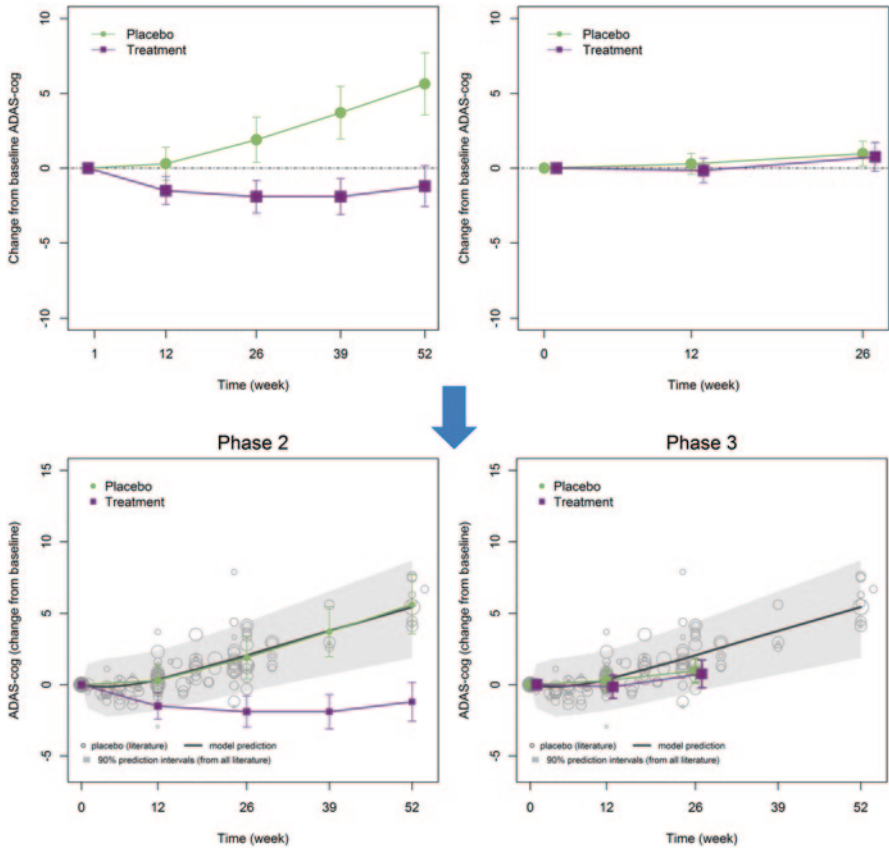 Change from baseline ADAS-cog
10
5
0
-5
-10
Placebo
Treatment
1
12
26
39
52
Time (week)
Change from baseline ADAS-cog
10
5
0
-5
-10
Placebo
Treatment
0
12
26
Time (week)
Phase 2
ADAS-cog (change from baseline)
15
10
5
0
-5
Placebo
Treatment
placebo (literature)
model prediction
90% prediction intervals (from all literature)
0
12
26
39
52
Time (week)
Phase 3
ADAS-cog (change from baseline)
15
10
5
0
-5
Placebo
Treatment
placebo (literature)
model prediction
90% prediction intervals (from all literature)
0
12
26
39
52
Time (week)